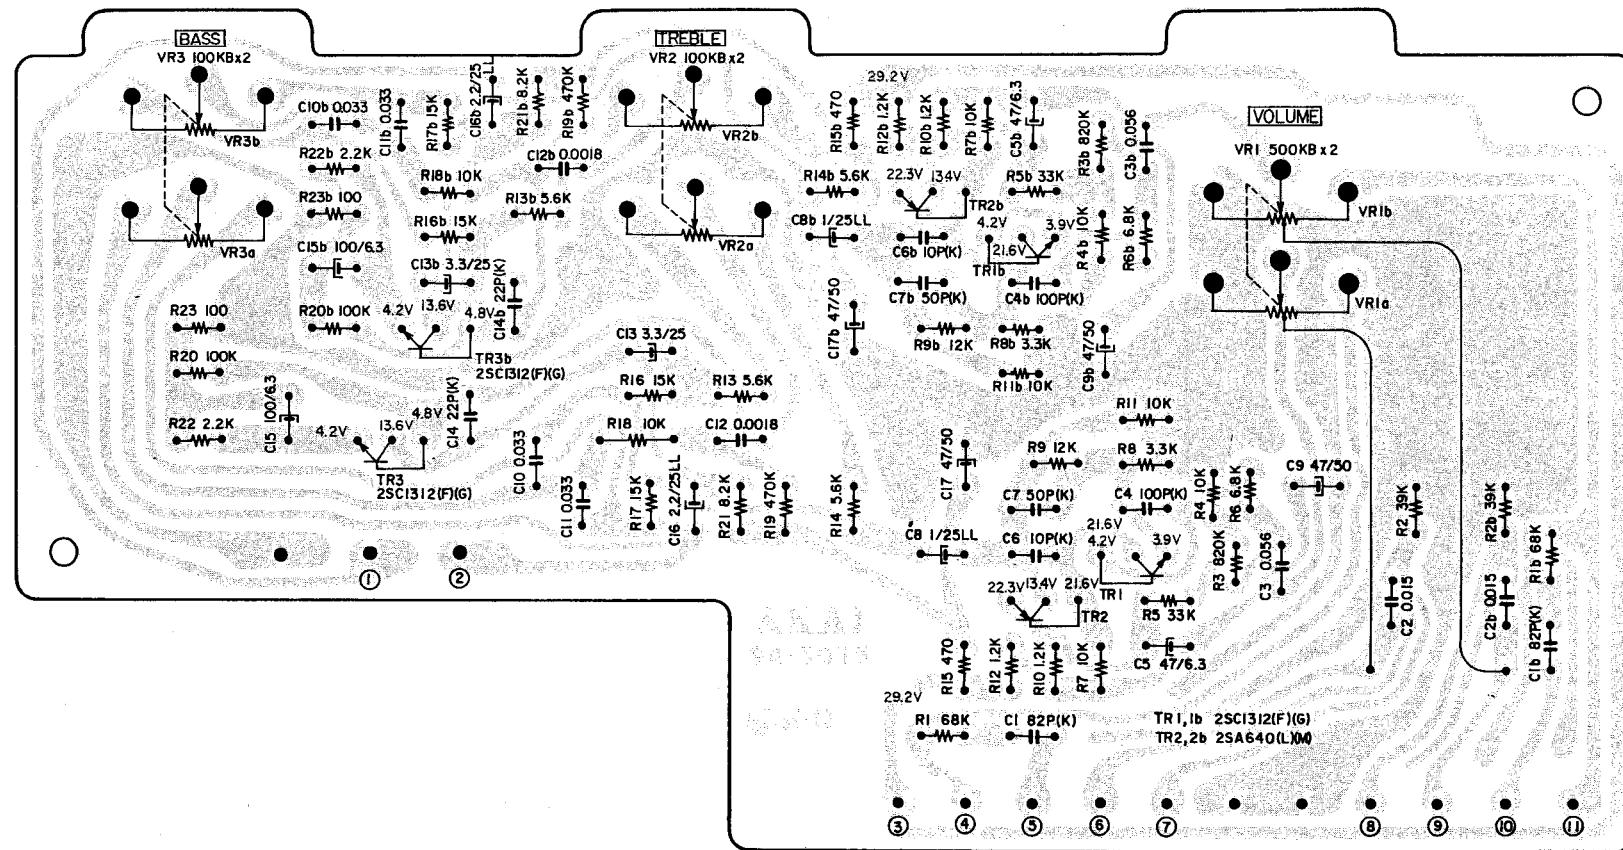 BASS
VR3 100KBx2
VR3b
VR3a
C10b 0.033
C11b 0.033
R17b 15K
C16b 2.2/25
LL
R21b 8.2K
R19b 470K
R22b 2.2K
R18b 10K
C12b 0.0018
R23b 100
R13b 5.6K
R16b 15K
C15b 100/6.3
C13b 3.3/25
C14b 22P(K)
R23 100
R20b 100K
4.2V
13.6V
4.8V
TR3b
2SC1312(F)(G)
R20 100K
C15 100/6.3
R22 2.2K
4.2V
13.6V
4.8V
C14 22P(K)
TR3
2SC1312(F)(G)
C10 0.033
C11 0.033
TREBLE
VR2 100KBx2
VR2b
VR2a
C13 3.3/25
R16 15K
R13 5.6K
R18 10K
C12 0.0018
R17 15K
C16 2.2/25LL
R21 8.2K
R19 470K
R14 5.6K
①
②
29.2V
R15b 470
R12b 1.2K
R10b 1.2K
R7b 10K
C5b 47/6.3
R3b 820K
C3b 0.056
R14b 5.6K
22.3V
13.4V
R5b 33K
TR2b
C8b 1/25LL
C6b 10P(K)
4.2V
21.6V
3.9V
TR1b
R4b 10K
R6b 6.8K
C7b 50P(K)
C4b 100P(K)
C17b 47/50
R9b 12K
R8b 3.3K
C9b 47/50
R11b 10K
VOLUME
VR1 500KBx2
VR1b
VR1a
R11 10K
C17 47/50
R9 12K
R8 3.3K
C9 47/50
C7 50P(K)
C4 100P(K)
R4 10K
R6 6.8K
R2 39K
R2b 39K
C8 1/25LL
C6 10P(K)
21.6V
4.2V
3.9V
R3 820K
C3 0.056
R1b 68K
22.3V
13.4V
21.6V
TR2
TR1
R5 33K
C2 0.015
C2b 0.015
C1b 82P(K)
R15 470
R12 1.2K
R10 1.2K
R7 10K
C5 47/6.3
29.2V
R1 68K
C1 82P(K)
TR1,1b 2SC1312(F)(G)
TR2,2b 2SA640(L)(M)
③
④
⑤
⑥
⑦
⑧
⑨
⑩
⑪